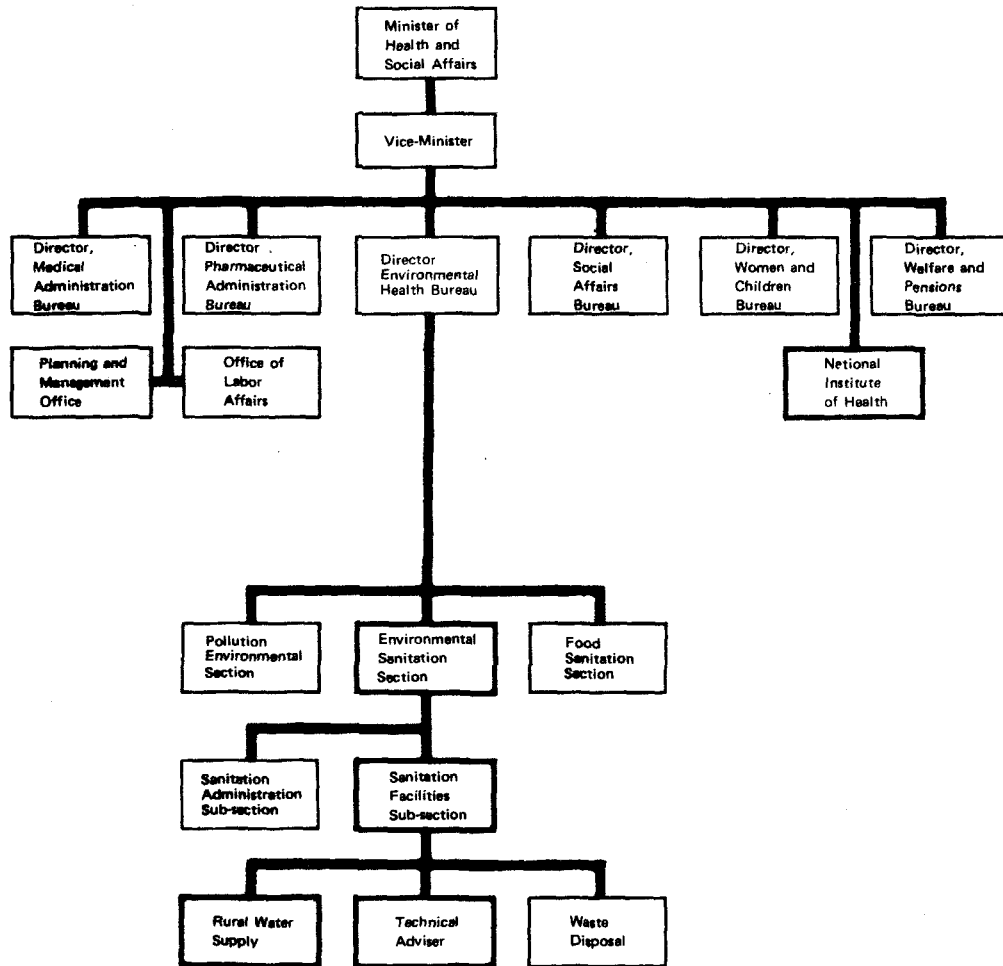 Minister of
Health and
Social Affairs
Vice-Minister
Director,
Medical
Administration
Bureau
Director
Pharmaceutical
Administration
Bureau
Director
Environmental
Health Bureau
Director,
Social
Affairs
Bureau
Director,
Women and
Children
Bureau
Director,
Welfare and
Pensions
Bureau
Planning and
Management
Office
Office of
Labor
Affairs
Netional
Institute
of Health
Pollution
Environmental
Section
Environmental
Sanitation
Section
Food
Sanitation
Section
Sanitation
Administration
Sub-section
Sanitation
Facilities
Sub-section
Rural Water
Supply
Technical
Adviser
Waste
Disposal